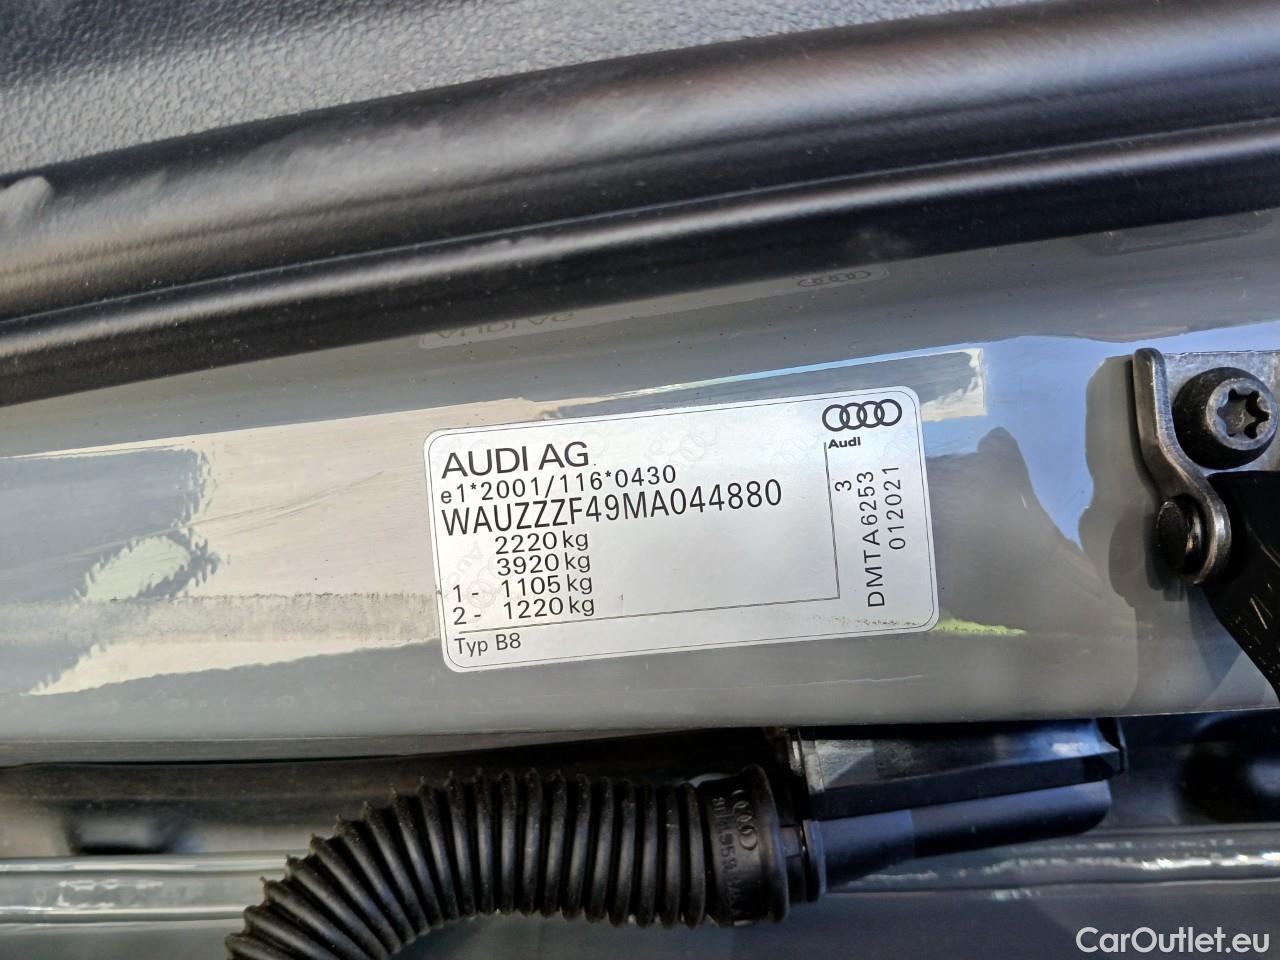 AUDI AG
e1*2001/116*0430
WAUZZZF49MA044880
2220kg
3920kg
1 - 1105kg
2 - 1220kg
Typ B8
Audi
3
DMTA6253
012021
CarOutlet.eu